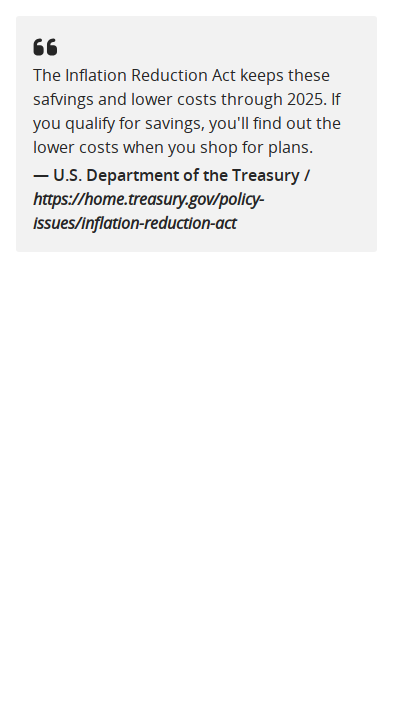 The Inflation Reduction Act keeps these
safvings and lower costs through 2025. If
you qualify for savings, you'll find out the
lower costs when you shop for plans.
— U.S. Department of the Treasury /
https://home.treasury.gov/policy-
issues/inflation-reduction-act